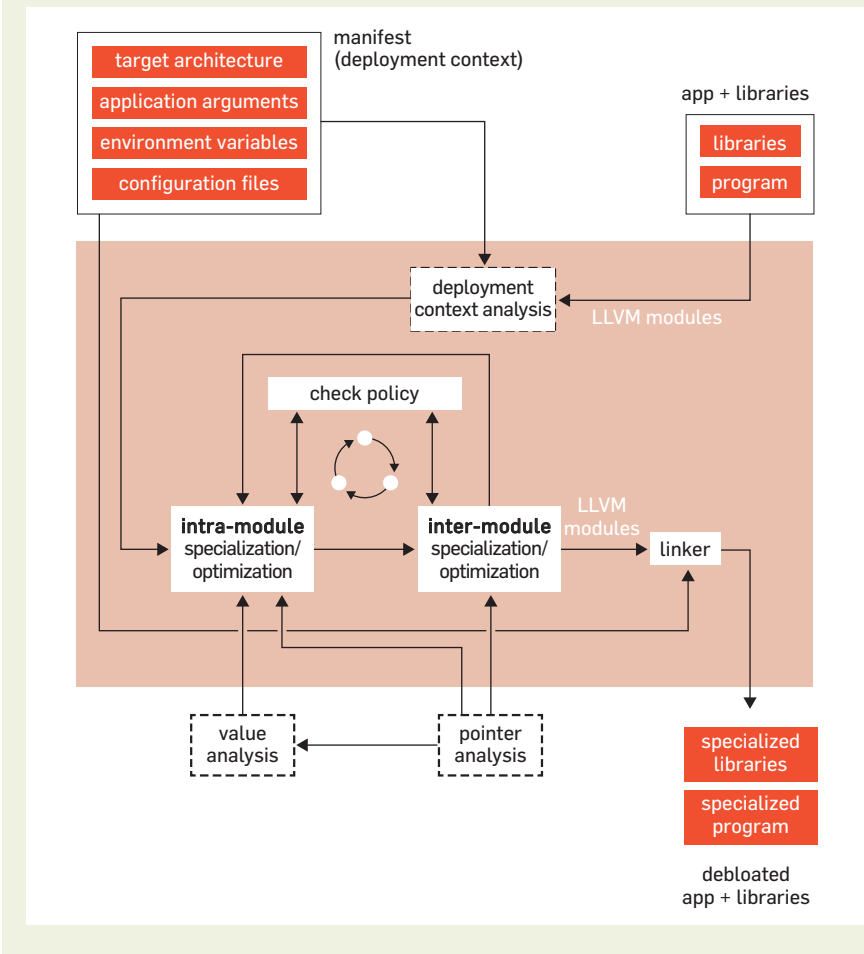 manifest
(deployment context)
target architecture
application arguments
environment variables
configuration files
app + libraries
libraries
program
deployment
context analysis
LLVM modules
check policy
intra-module
specialization/
optimization
inter-module
specialization/
optimization
LLVM
modules
linker
value
analysis
pointer
analysis
specialized
libraries
specialized
program
debloated
app + libraries